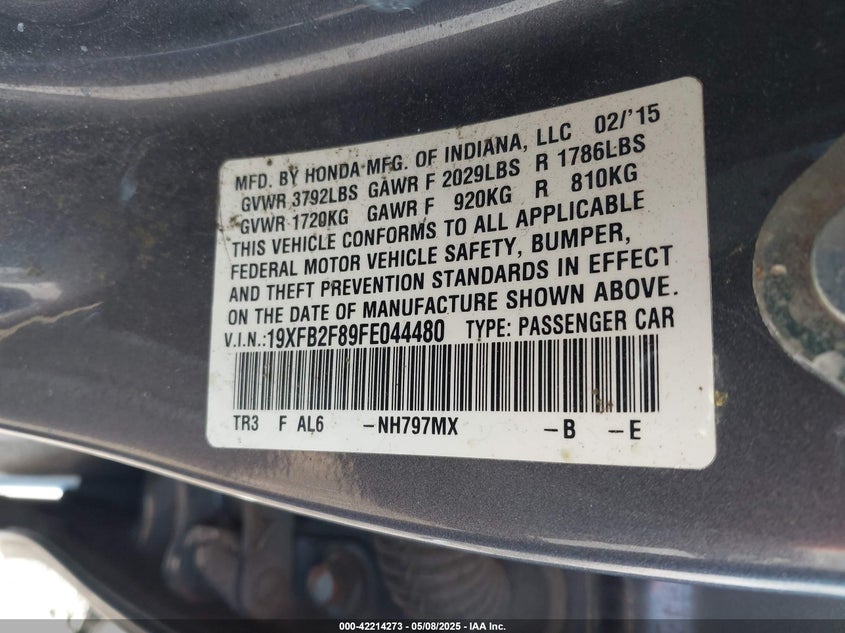 MFD. BY HONDA MFG. OF INDIANA, LLC 02/'15
GVWR 3792LBS GAWR F 2029LBS R 1786LBS
GVWR 1720KG GAWR F 920KG R 810KG
THIS VEHICLE CONFORMS TO ALL APPLICABLE
FEDERAL MOTOR VEHICLE SAFETY, BUMPER,
AND THEFT PREVENTION STANDARDS IN EFFECT
ON THE DATE OF MANUFACTURE SHOWN ABOVE.
V.I.N.:19XFB2F89FE044480 TYPE: PASSENGER CAR
TR3 F AL6 -NH797MX -B -E
000-42214273 — 05/08/2025 - IAA Inc.